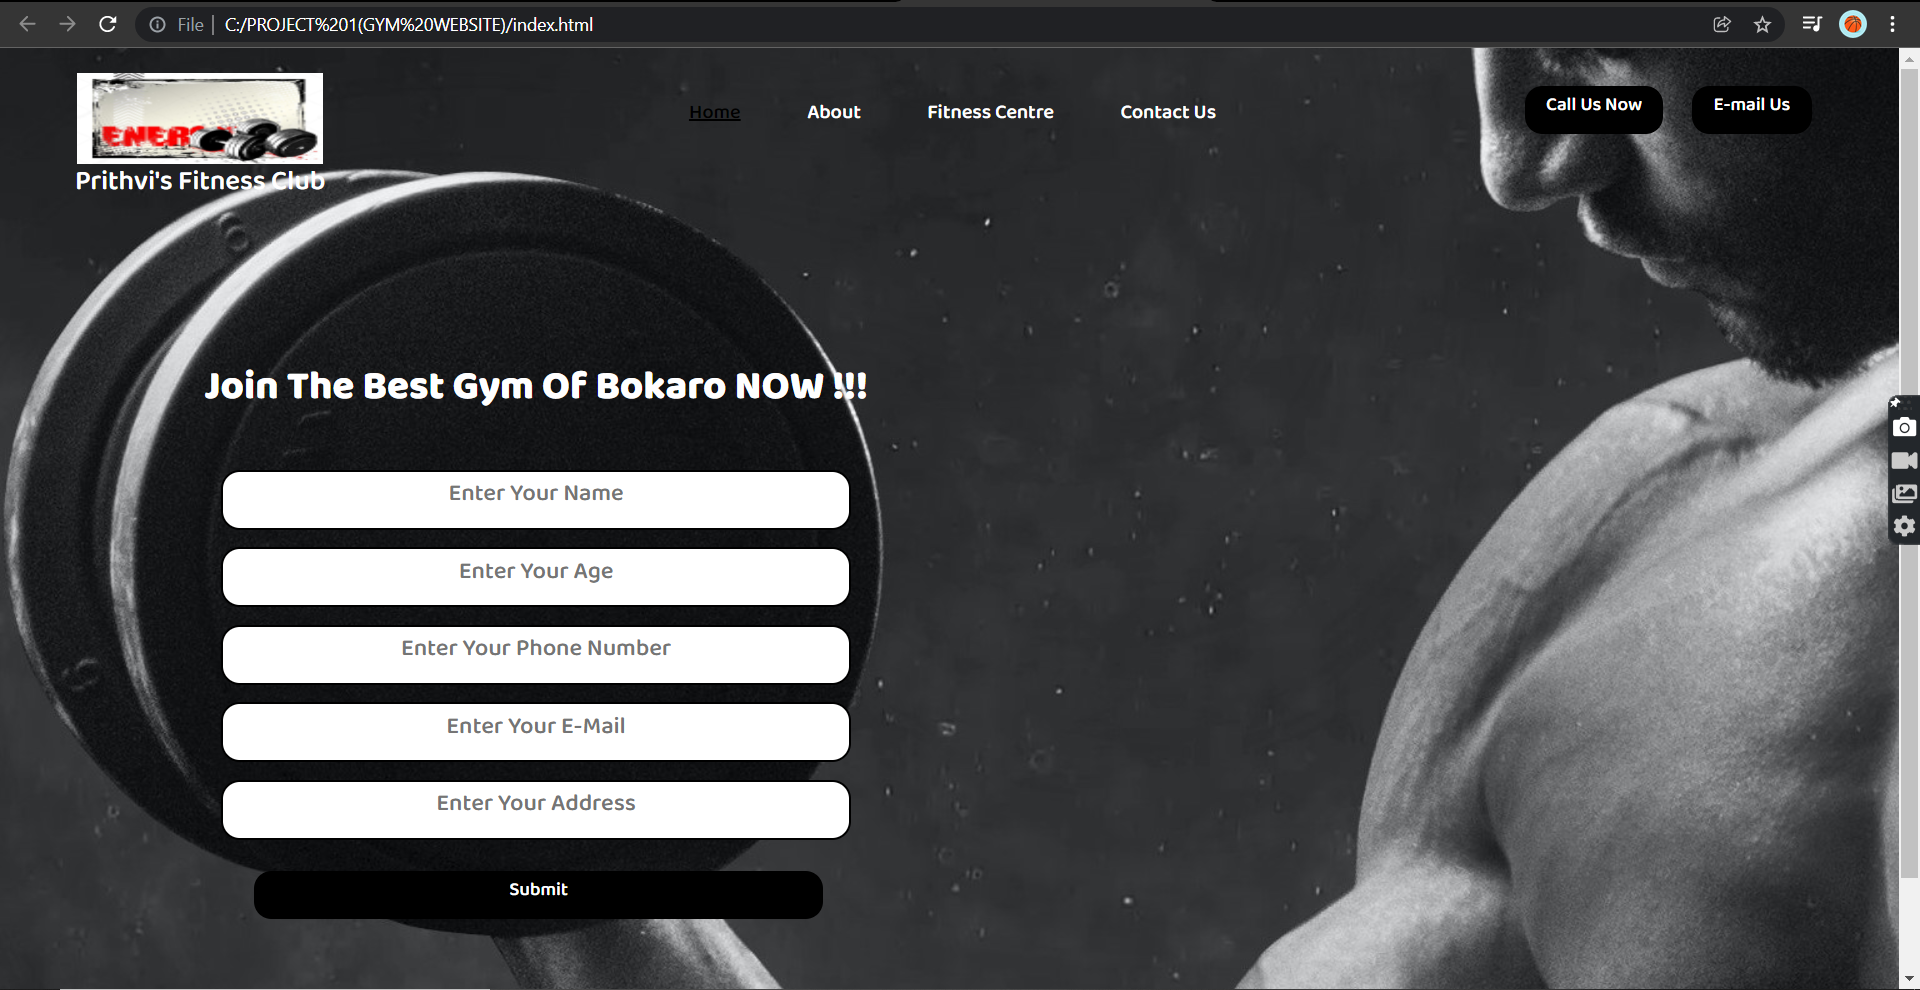 File | C:/PROJECT%201(GYM%20WEBSITE)/index.html
Prithvi's Fitness Club
Home About Fitness Centre Contact Us
Call Us Now E-mail Us
Join The Best Gym Of Bokaro NOW !!!
Enter Your Name
Enter Your Age
Enter Your Phone Number
Enter Your E-Mail
Enter Your Address
Submit